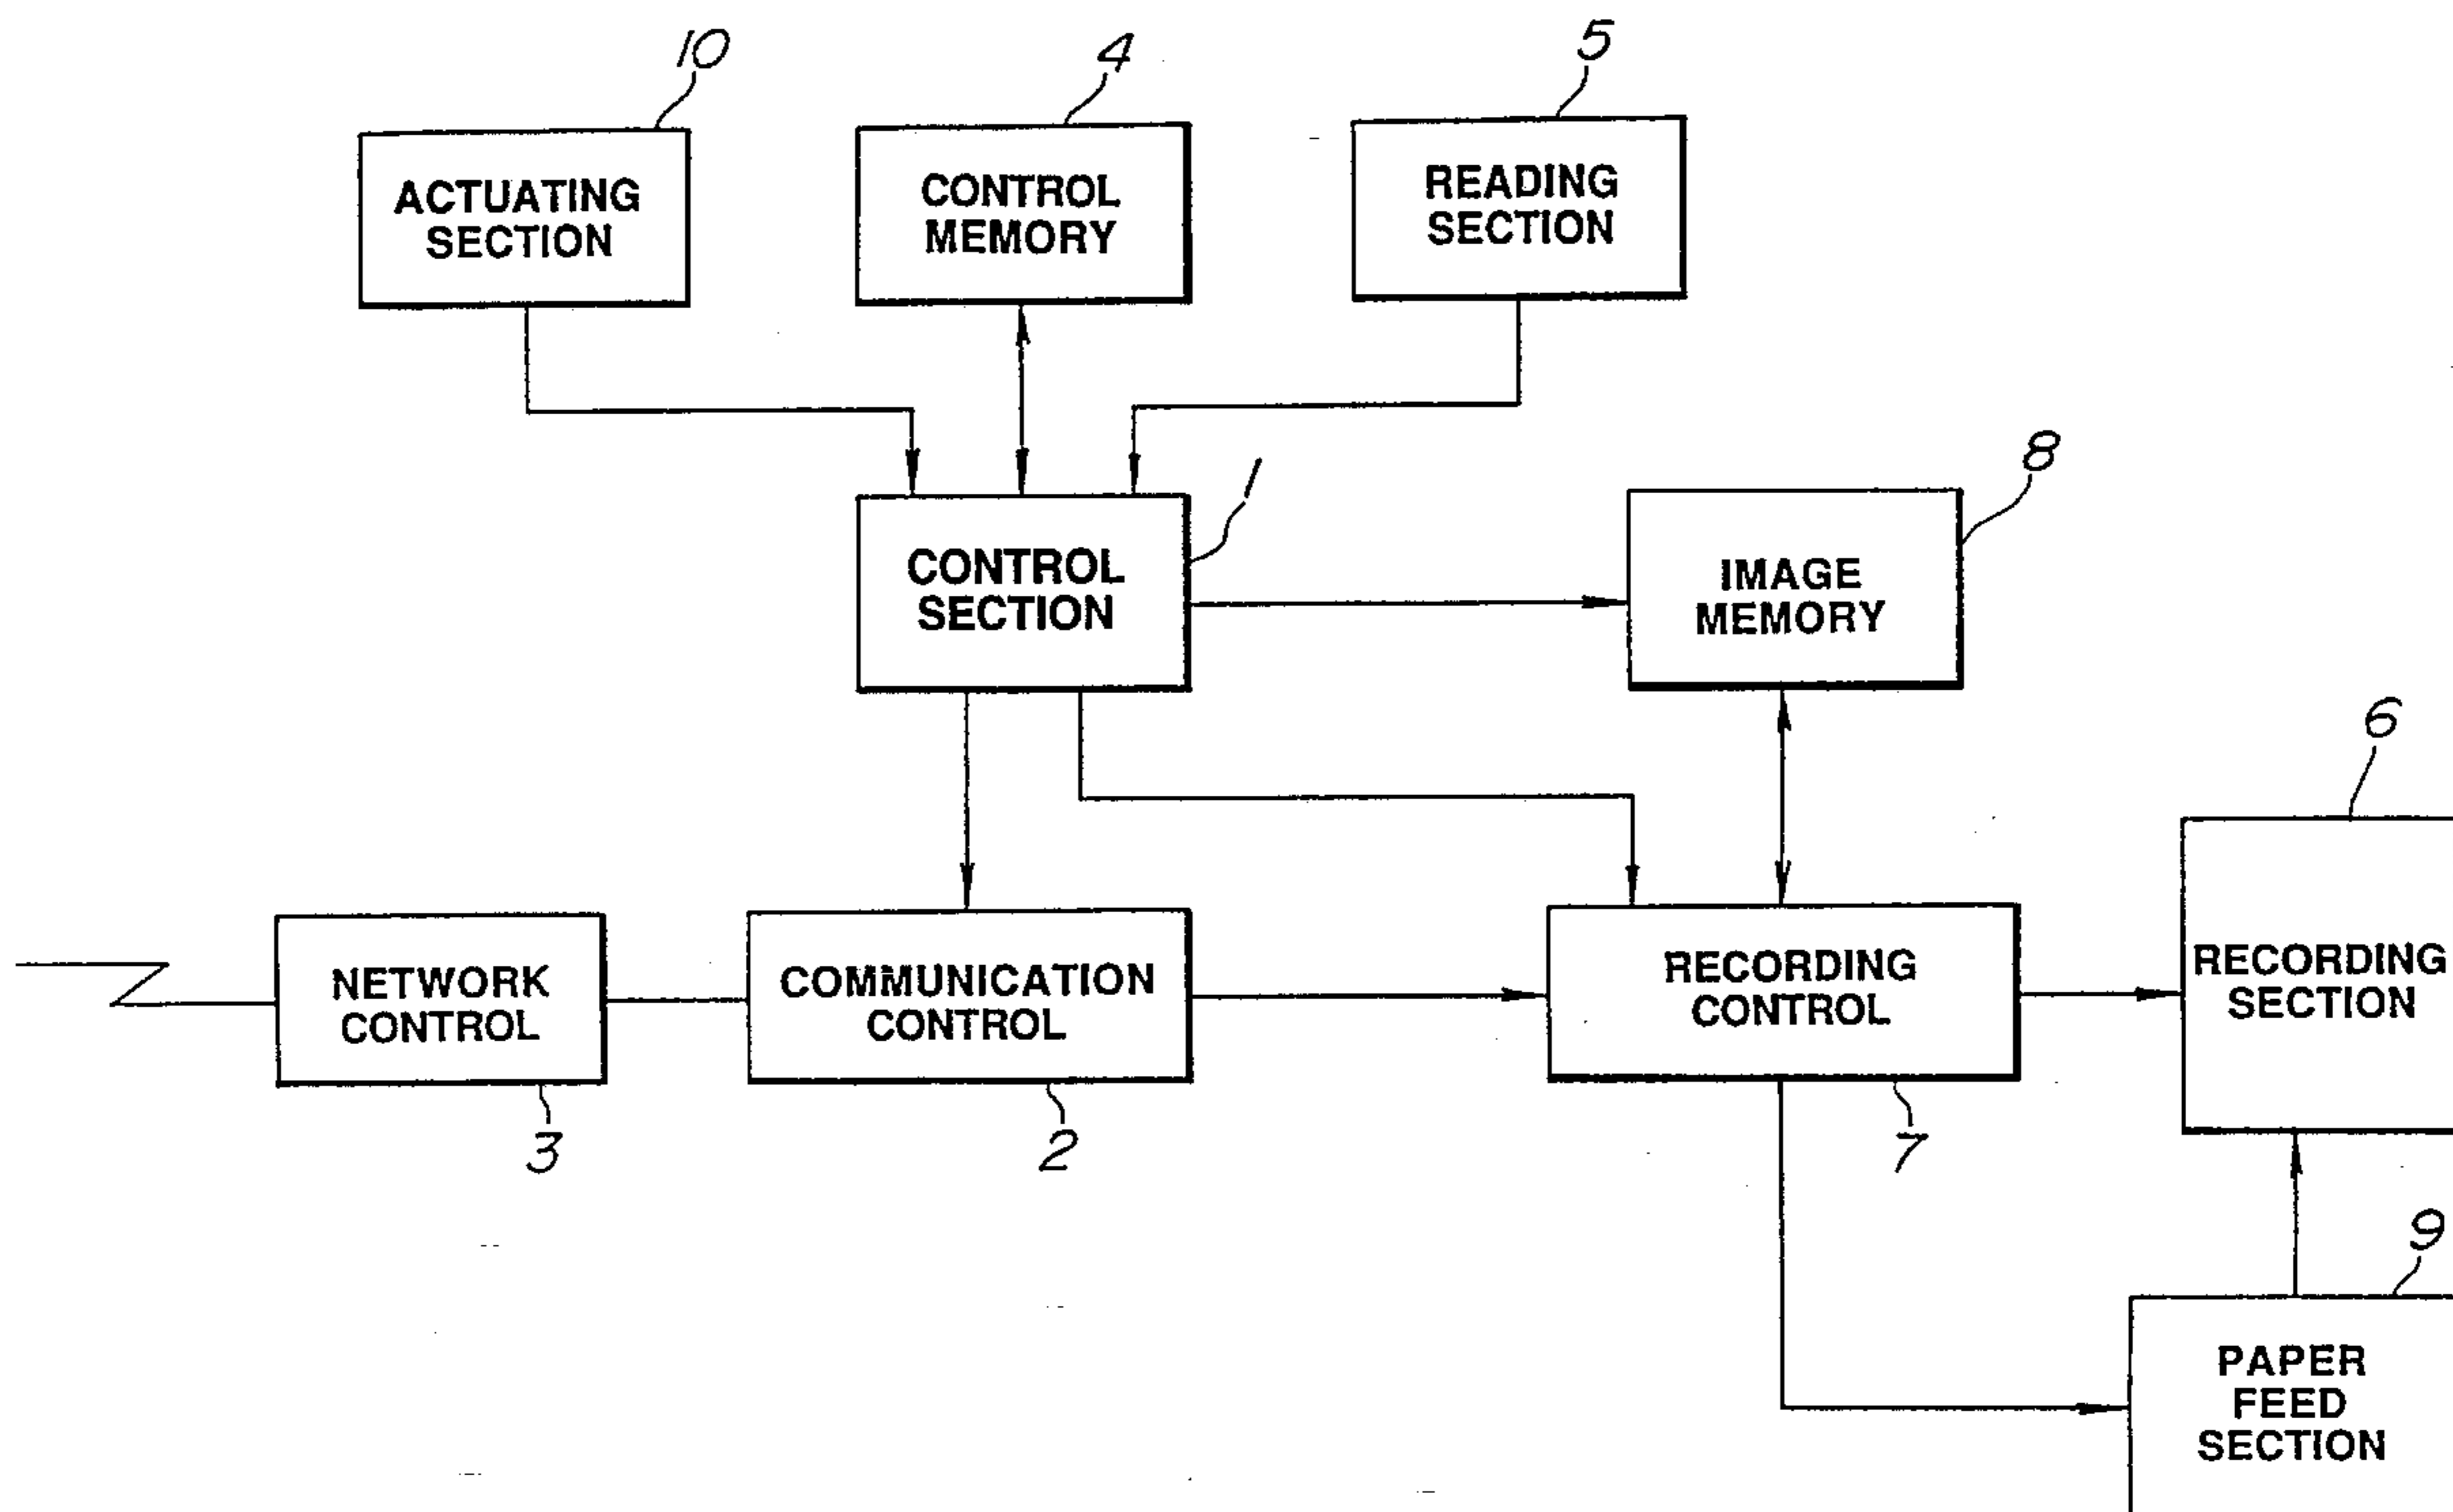 10
4
5
ACTUATING
SECTION
CONTROL
MEMORY
READING
SECTION
1
8
CONTROL
SECTION
IMAGE
MEMORY
6
NETWORK
CONTROL
COMMUNICATION
CONTROL
RECORDING
CONTROL
RECORDING
SECTION
3
2
7
9
PAPER
FEED
SECTION